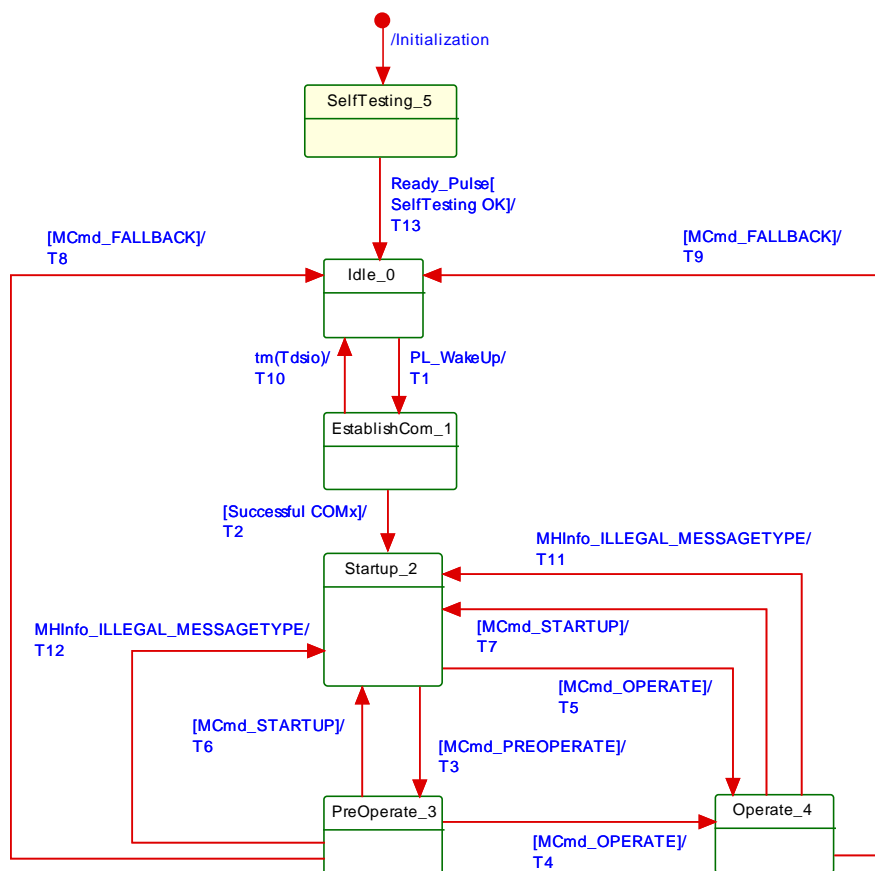 /Initialization
SelfTesting_5
Ready_Pulse[
SelfTesting OK]/
T13
[MCmd_FALLBACK]/
T8
[MCmd_FALLBACK]/
T9
Idle_0
tm(Tdsio)/
T10
PL_WakeUp/
T1
EstablishCom_1
[Successful COMx]/
T2
MHInfo_ILLEGAL_MESSAGETYPE/
T11
Startup_2
MHInfo_ILLEGAL_MESSAGETYPE/
T12
[MCmd_STARTUP]/
T7
[MCmd_OPERATE]/
T5
[MCmd_STARTUP]/
T6
[MCmd_PREOPERATE]/
T3
PreOperate_3
Operate_4
[MCmd_OPERATE]/
T4